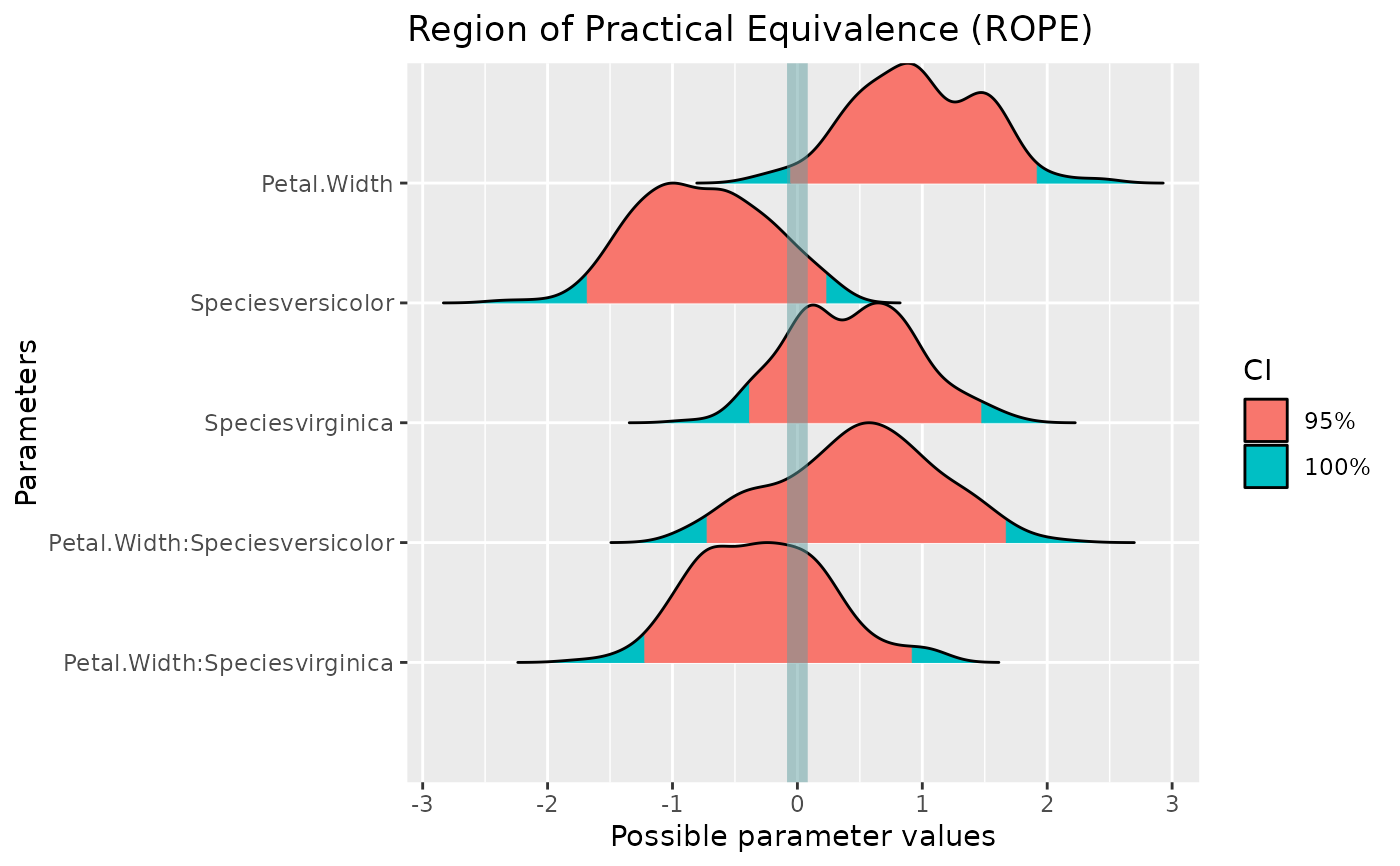 Region of Practical Equivalence (ROPE)
Parameters
Petal.Width
Speciesversicolor
Speciesvirginica
Petal.Width:Speciesversicolor
Petal.Width:Speciesvirginica
-3 -2 -1 0 1 2 3
Possible parameter values
CI
95%
100%